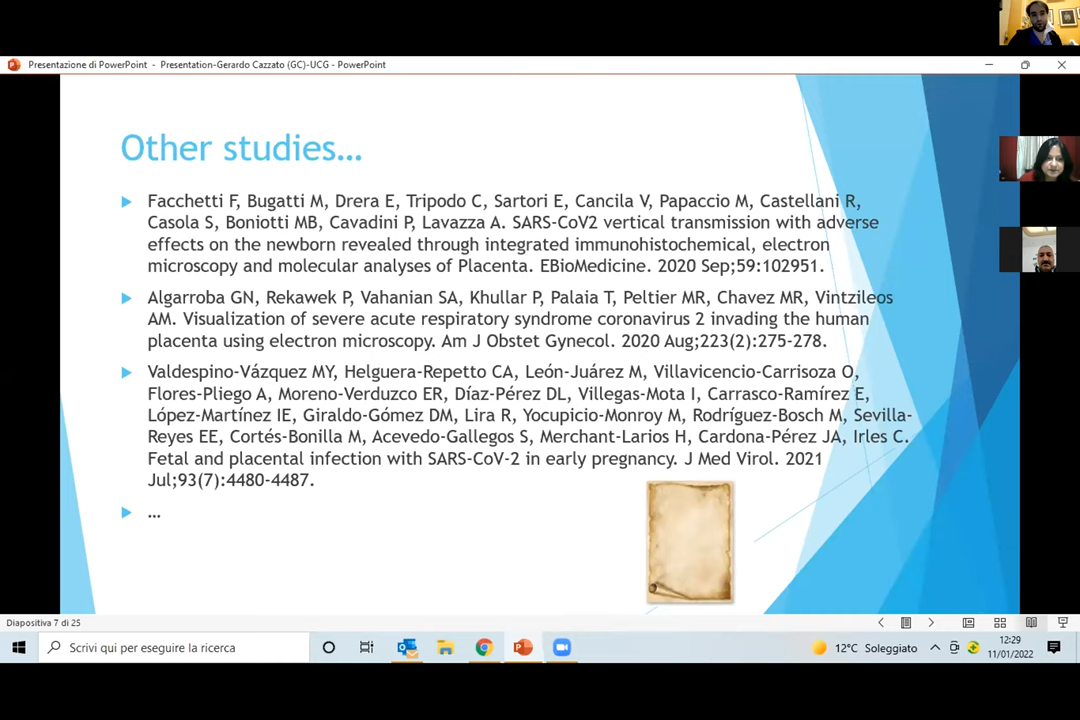 Presentazione di PowerPoint - Presentation-Gerardo Cazzato (GC)-UCG - PowerPoint
Other studies…
Facchetti F, Bugatti M, Drera E, Tripodo C, Sartori E, Cancila V, Papaccio M, Castellani R,
Casola S, Boniotti MB, Cavadini P, Lavazza A. SARS-CoV2 vertical transmission with adverse
effects on the newborn revealed through integrated immunohistochemical, electron
microscopy and molecular analyses of Placenta. EBioMedicine. 2020 Sep;59:102951.
Algarroba GN, Rekawek P, Vahanian SA, Khullar P, Palaia T, Peltier MR, Chavez MR, Vintzileos
AM. Visualization of severe acute respiratory syndrome coronavirus 2 invading the human
placenta using electron microscopy. Am J Obstet Gynecol. 2020 Aug;223(2):275-278.
Valdespino-Vázquez MY, Helguera-Repetto CA, León-Juárez M, Villavicencio-Carrisoza O,
Flores-Pliego A, Moreno-Verduzco ER, Díaz-Pérez DL, Villegas-Mota I, Carrasco-Ramírez E,
López-Martínez IE, Giraldo-Gómez DM, Lira R, Yocupicio-Monroy M, Rodríguez-Bosch M, Sevilla-
Reyes EE, Cortés-Bonilla M, Acevedo-Gallegos S, Merchant-Larios H, Cardona-Pérez JA, Irles C.
Fetal and placental infection with SARS-CoV-2 in early pregnancy. J Med Virol. 2021
Jul;93(7):4480-4487.
…
Diapositiva 7 di 25
Scrivi qui per eseguire la ricerca
12°C Soleggiato
12:29
11/01/2022